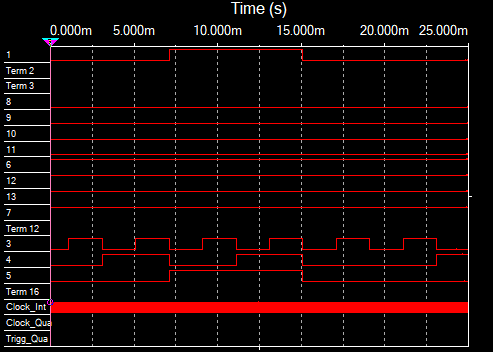 Time (s)
0.000m 5.000m 10.000m 15.000m 20.000m 25.000m
1
Term 2
Term 3
8
9
10
11
6
12
13
7
Term 12
3
4
5
Term 16
Clock_Int
Clock_Qua
Trigg_Qua